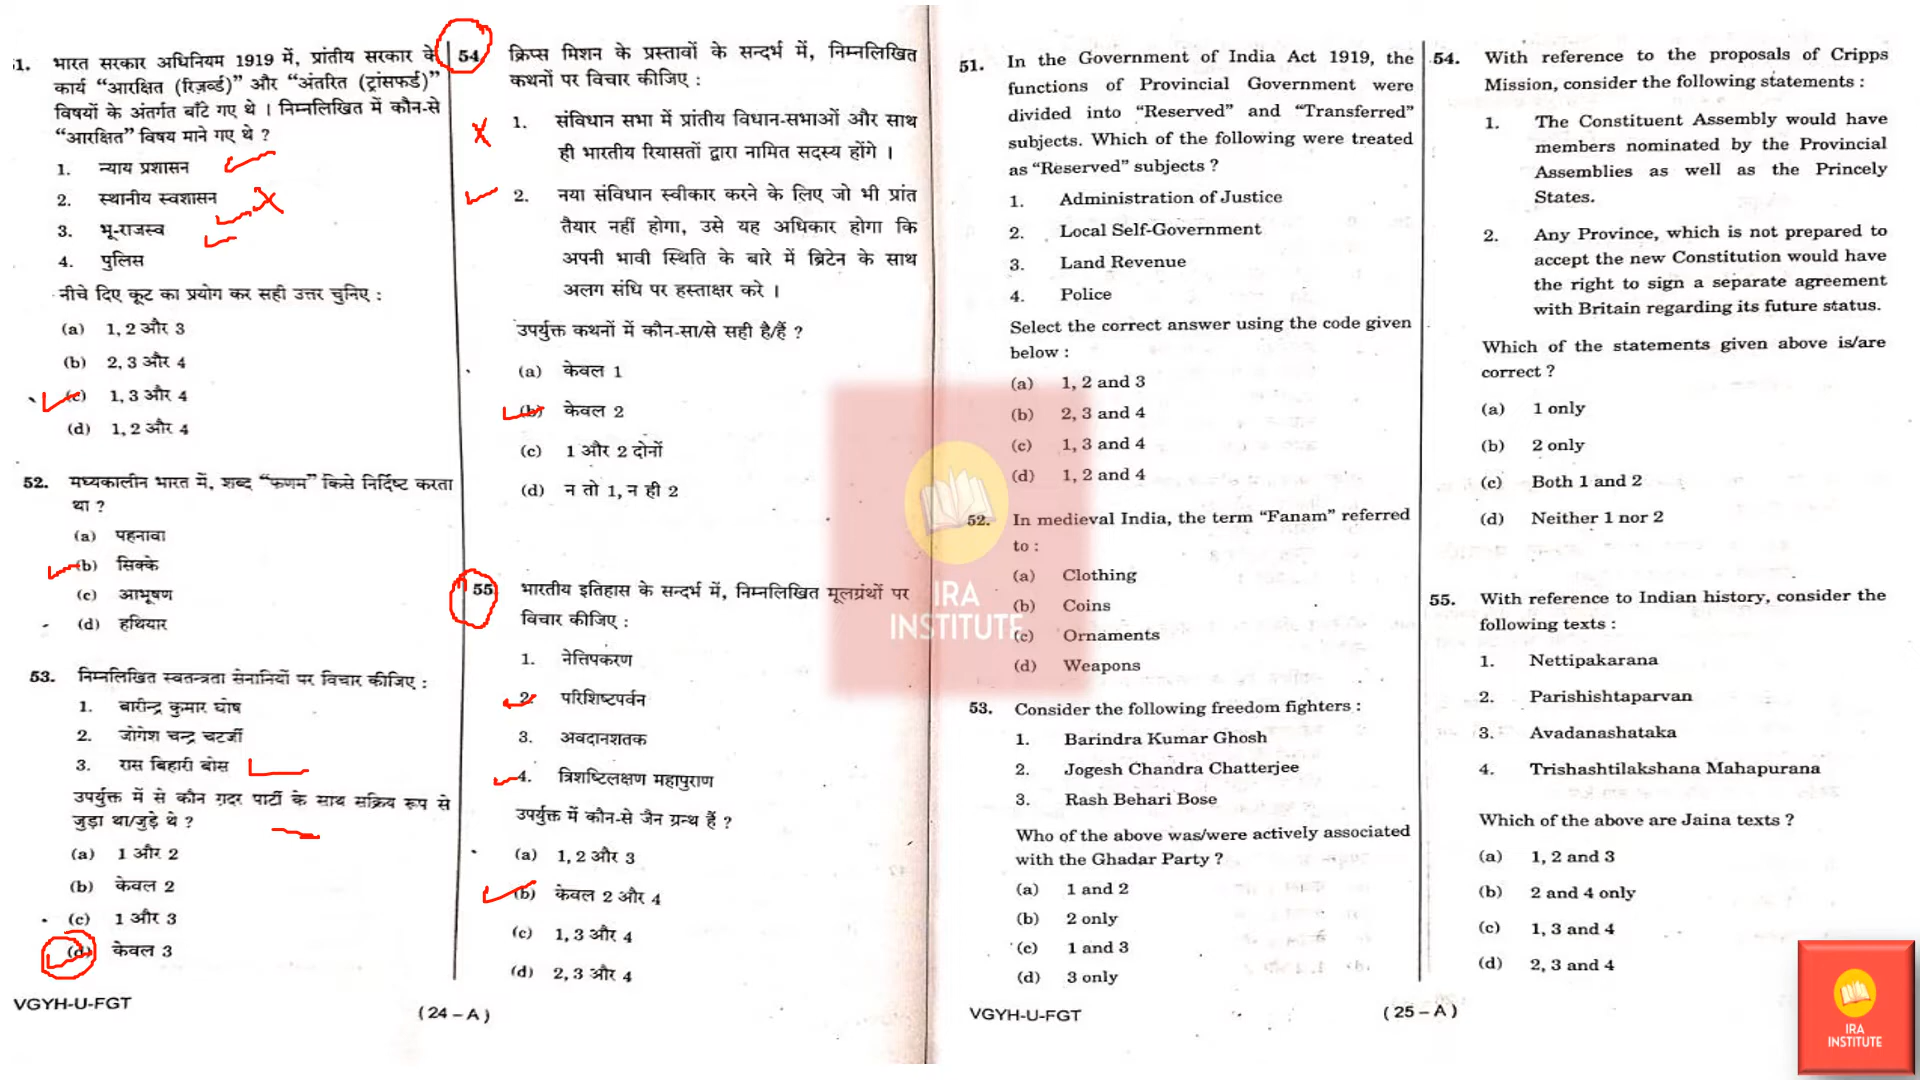 51. भारत सरकार अधिनियम 1919 में, प्रांतीय सरकार के
कार्य “आरक्षित (रिज़र्व्ड)” और “अंतरित (ट्रांसफर्ड)”
विषयों के अंतर्गत बाँटे गए थे । निम्नलिखित में कौन-से
“आरक्षित” विषय माने गए थे ?
1. न्याय प्रशासन
2. स्थानीय स्वशासन
3. भू-राजस्व
4. पुलिस
नीचे दिए कूट का प्रयोग कर सही उत्तर चुनिए :
(a) 1, 2 और 3
(b) 2, 3 और 4
(c) 1, 3 और 4
(d) 1, 2 और 4
52. मध्यकालीन भारत में, शब्द “फणम” किसे निर्दिष्ट करता
था ?
(a) पहनावा
(b) सिक्के
(c) आभूषण
(d) हथियार
53. निम्नलिखित स्वतन्त्रता सेनानियों पर विचार कीजिए :
1. बारीन्द्र कुमार घोष
2. जोगेश चन्द्र चटर्जी
3. रास बिहारी बोस
उपर्युक्त में से कौन ग़दर पार्टी के साथ सक्रिय रूप से
जुड़ा था/जुड़े थे ?
(a) 1 और 2
(b) केवल 2
(c) 1 और 3
(d) केवल 3
VGYH-U-FGT
54. क्रिप्स मिशन के प्रस्तावों के सन्दर्भ में, निम्नलिखित
कथनों पर विचार कीजिए :
1. संविधान सभा में प्रांतीय विधान-सभाओं और साथ
ही भारतीय रियासतों द्वारा नामित सदस्य होंगे ।
2. नया संविधान स्वीकार करने के लिए जो भी प्रांत
तैयार नहीं होगा, उसे यह अधिकार होगा कि
अपनी भावी स्थिति के बारे में ब्रिटेन के साथ
अलग संधि पर हस्ताक्षर करे ।
उपर्युक्त कथनों में कौन-सा/से सही है/हैं ?
(a) केवल 1
(b) केवल 2
(c) 1 और 2 दोनों
(d) न तो 1, न ही 2
55. भारतीय इतिहास के सन्दर्भ में, निम्नलिखित मूलग्रंथों पर
विचार कीजिए :
1. नेत्तिपकरण
2. परिशिष्टपर्वन
3. अवदानशतक
4. त्रिशष्टिलक्षण महापुराण
उपर्युक्त में कौन-से जैन ग्रन्थ हैं ?
(a) 1, 2 और 3
(b) केवल 2 और 4
(c) 1, 3 और 4
(d) 2, 3 और 4
( 24 – A )
51. In the Government of India Act 1919, the
functions of Provincial Government were
divided into “Reserved” and “Transferred”
subjects. Which of the following were treated
as “Reserved” subjects ?
1. Administration of Justice
2. Local Self-Government
3. Land Revenue
4. Police
Select the correct answer using the code given
below :
(a) 1, 2 and 3
(b) 2, 3 and 4
(c) 1, 3 and 4
(d) 1, 2 and 4
52. In medieval India, the term “Fanam” referred
to :
(a) Clothing
(b) Coins
(c) Ornaments
(d) Weapons
53. Consider the following freedom fighters :
1. Barindra Kumar Ghosh
2. Jogesh Chandra Chatterjee
3. Rash Behari Bose
Who of the above was/were actively associated
with the Ghadar Party ?
(a) 1 and 2
(b) 2 only
(c) 1 and 3
(d) 3 only
VGYH-U-FGT
54. With reference to the proposals of Cripps
Mission, consider the following statements :
1. The Constituent Assembly would have
members nominated by the Provincial
Assemblies as well as the Princely
States.
2. Any Province, which is not prepared to
accept the new Constitution would have
the right to sign a separate agreement
with Britain regarding its future status.
Which of the statements given above is/are
correct ?
(a) 1 only
(b) 2 only
(c) Both 1 and 2
(d) Neither 1 nor 2
55. With reference to Indian history, consider the
following texts :
1. Nettipakarana
2. Parishishtaparvan
3. Avadanashataka
4. Trishashtilakshana Mahapurana
Which of the above are Jaina texts ?
(a) 1, 2 and 3
(b) 2 and 4 only
(c) 1, 3 and 4
(d) 2, 3 and 4
( 25 – A )
IRA
INSTITUTE
IRA
INSTITUTE